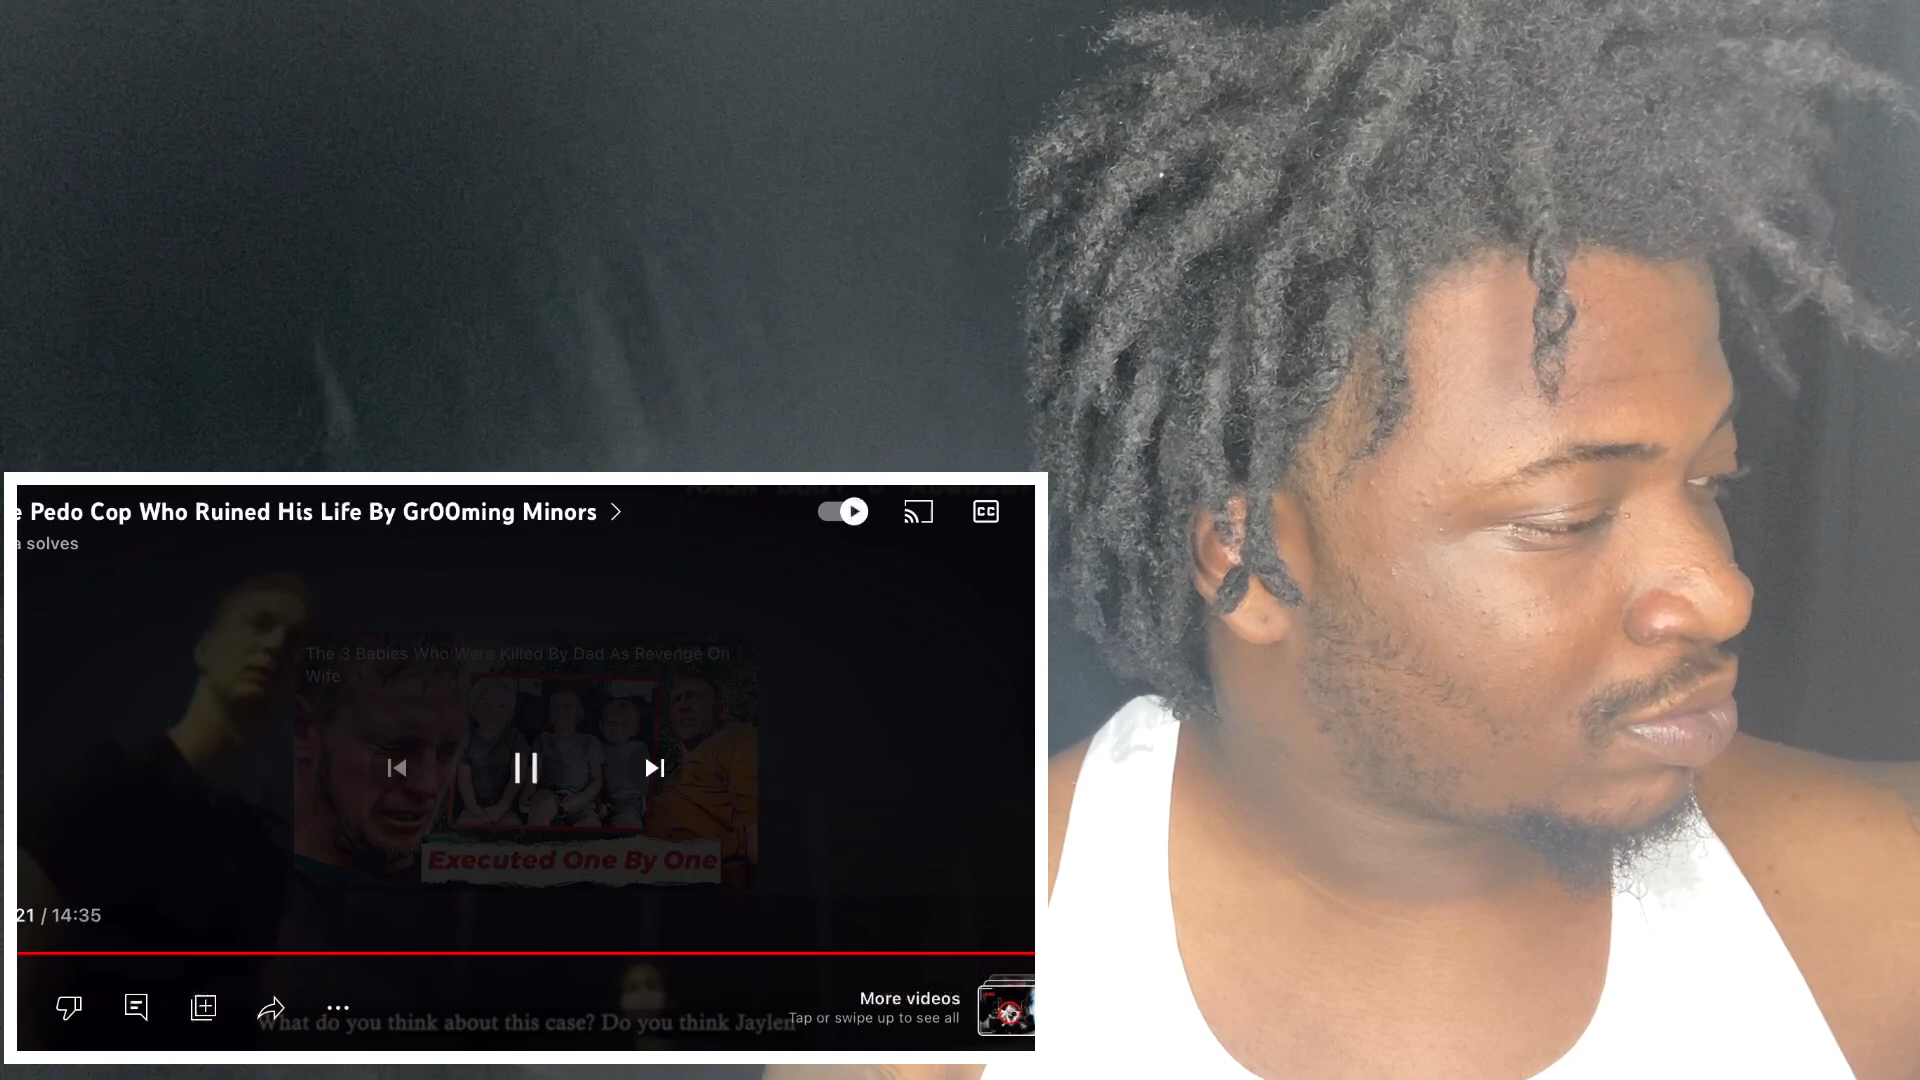 e Pedo Cop Who Ruined His Life By Gr00ming Minors
a solves
CC
The 3 Babies Who Were Killed By Dad As Revenge On
Wife
Executed One By One
21 / 14:35
More videos
Tap or swipe up to see all
What do you think about this case? Do you think Jaylen